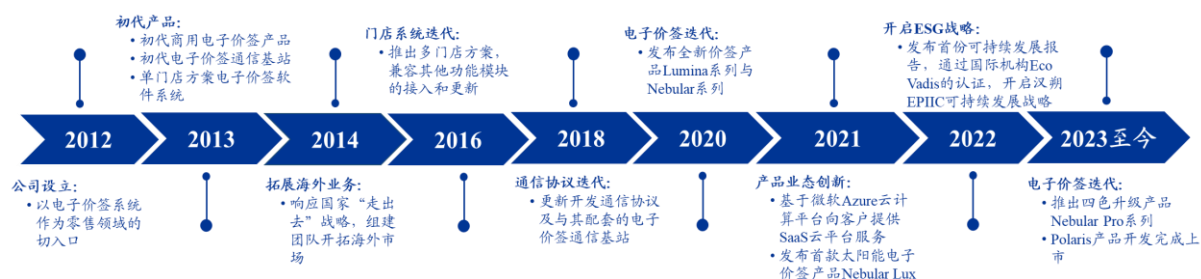 初代产品:
• 初代商用电子价签产品
• 初代电子价签通信基站
• 单门店方案电子价签软
件系统
门店系统迭代:
• 推出多门店方案,
兼容其他功能模块
的接入和更新
电子价签迭代:
• 发布全新价签产
品Lumina系列与
Nebular系列
开启ESG战略:
• 发布首份可持续发展报
告，通过国际机构Eco
Vadis的认证，开启汉朔
EPIIC可持续发展战略
2012
2013
2014
2016
2018
2020
2021
2022
2023至今
公司设立:
• 以电子价签系统
作为零售领域的
切入口
拓展海外业务:
• 响应国家“走出
去”战略，组建
团队开拓海外市
场
通信协议迭代:
• 更新开发通信协议
及与其配套的电子
价签通信基站
产品业态创新:
• 基于微软Azure云计
算平台向客户提供
SaaS云平台服务
• 发布首款太阳能电子
价签产品Nebular Lux
电子价签迭代:
• 推出四色升级产品
Nebular Pro系列
• Polaris产品开发完成上
市